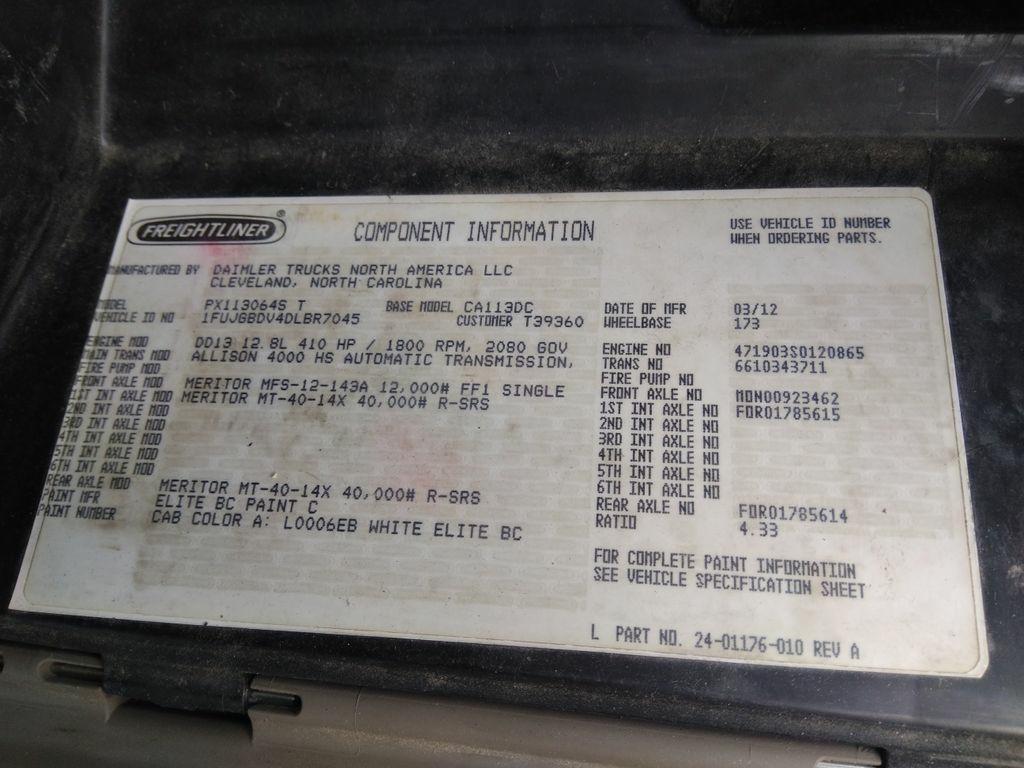 FREIGHTLINER ®
COMPONENT INFORMATION
USE VEHICLE ID NUMBER
WHEN ORDERING PARTS.
MANUFACTURED BY DAIMLER TRUCKS NORTH AMERICA LLC
CLEVELAND, NORTH CAROLINA
MODEL PX113064S T BASE MODEL CA113DC
VEHICLE ID NO 1FUJGBDV4DLBR7045 CUSTOMER T39360
ENGINE MOD DD13 12.8L 410 HP / 1800 RPM, 2080 GOV
MAIN TRANS MOD ALLISON 4000 HS AUTOMATIC TRANSMISSION,
FIRE PUMP MOD
FRONT AXLE MOD MERITOR MFS-12-143A 12,000# FF1 SINGLE
1ST INT AXLE MOD MERITOR MT-40-14X 40,000# R-SRS
2ND INT AXLE MOD
3RD INT AXLE MOD
4TH INT AXLE MOD
5TH INT AXLE MOD
6TH INT AXLE MOD
REAR AXLE MOD MERITOR MT-40-14X 40,000# R-SRS
PAINT MFR ELITE BC PAINT C
PAINT NUMBER CAB COLOR A: L0006EB WHITE ELITE BC
DATE OF MFR 03/12
WHEELBASE 173
ENGINE NO 471903S0120865
TRANS NO 6610343711
FIRE PUMP NO
FRONT AXLE NO MON00923462
1ST INT AXLE NO FOR01785615
2ND INT AXLE NO
3RD INT AXLE NO
4TH INT AXLE NO
5TH INT AXLE NO
6TH INT AXLE NO
REAR AXLE NO FOR01785614
RATIO 4.33
FOR COMPLETE PAINT INFORMATION
SEE VEHICLE SPECIFICATION SHEET
L PART NO. 24-01176-010 REV A